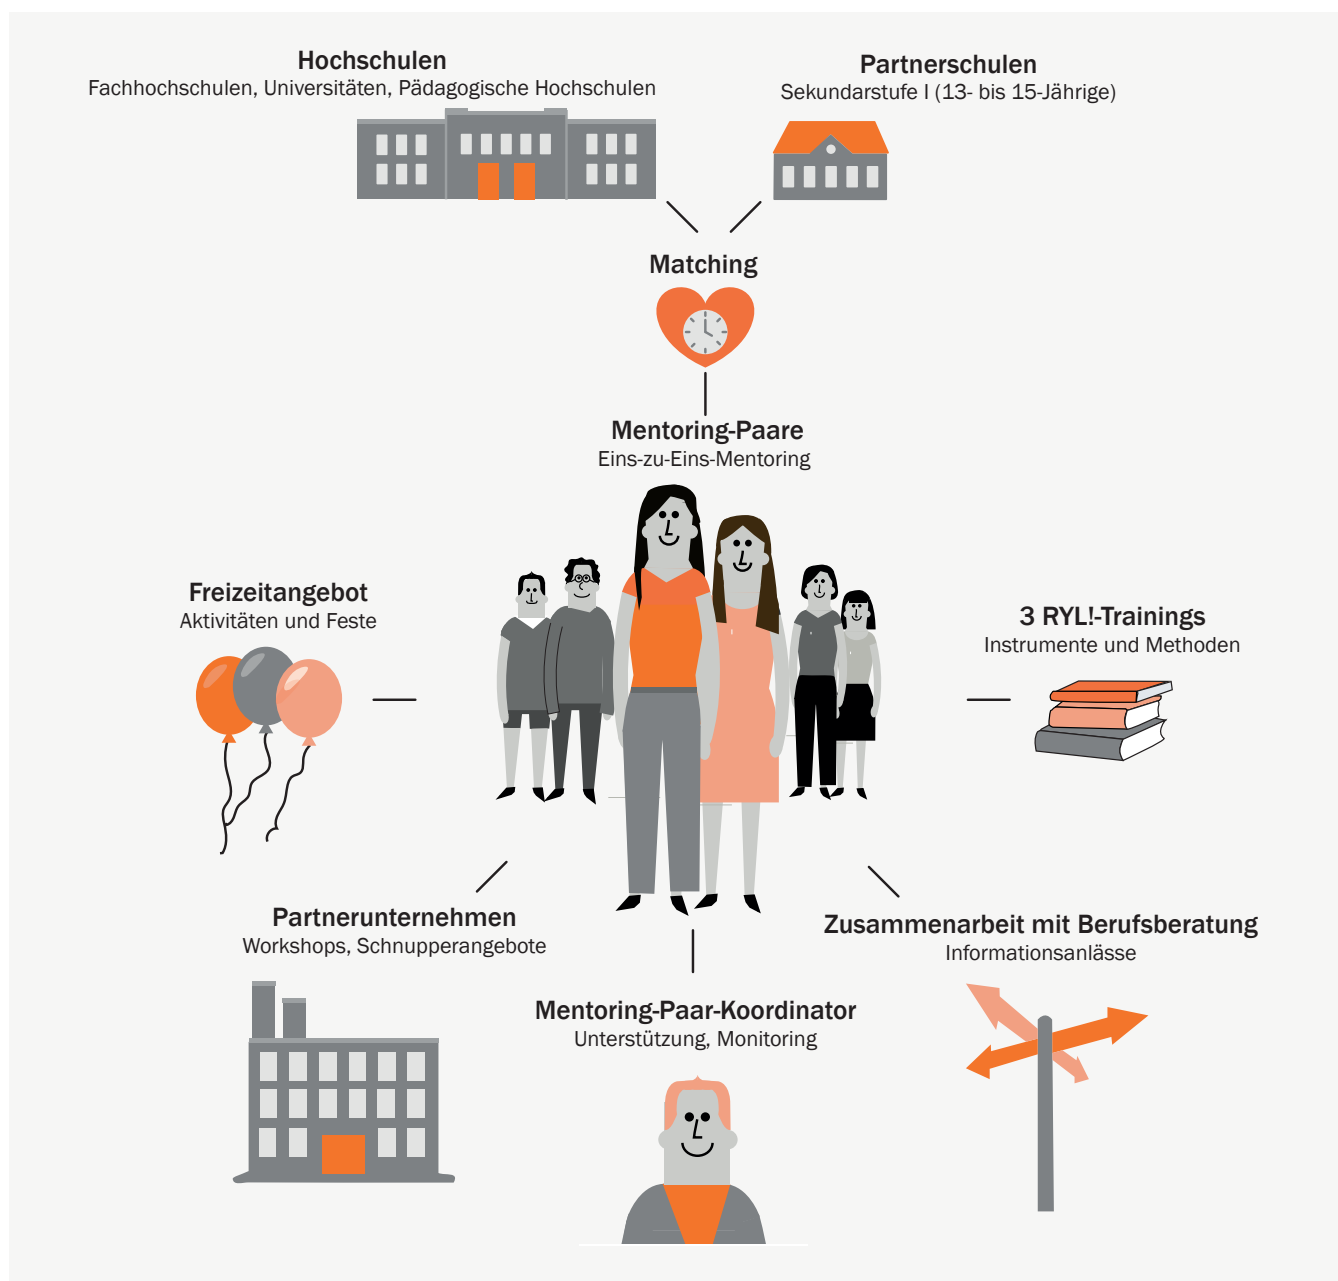 Hochschulen
Fachhochschulen, Universitäten, Pädagogische Hochschulen
Partnerschulen
Sekundarstufe I (13- bis 15-Jährige)
Matching
Mentoring-Paare
Eins-zu-Eins-Mentoring
Freizeitangebot
Aktivitäten und Feste
3 RYL!-Trainings
Instrumente und Methoden
Partnerunternehmen
Workshops, Schnupperangebote
Zusammenarbeit mit Berufsberatung
Informationsanlässe
Mentoring-Paar-Koordinator
Unterstützung, Monitoring